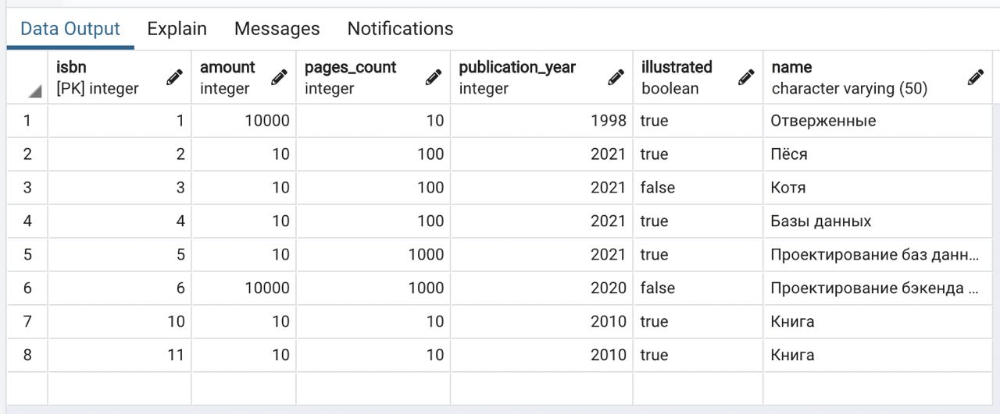 Data Output Explain Messages Notifications
isbn amount pages_count publication_year illustrated name
[PK] integer integer integer integer boolean character varying (50)
1 1 10000 10 1998 true Отверженные
2 2 10 100 2021 true Пёся
3 3 10 100 2021 false Котя
4 4 10 100 2021 true Базы данных
5 5 10 1000 2021 true Проектирование баз данн...
6 6 10000 1000 2020 false Проектирование бэкенда ...
7 10 10 10 2010 true Книга
8 11 10 10 2010 true Книга